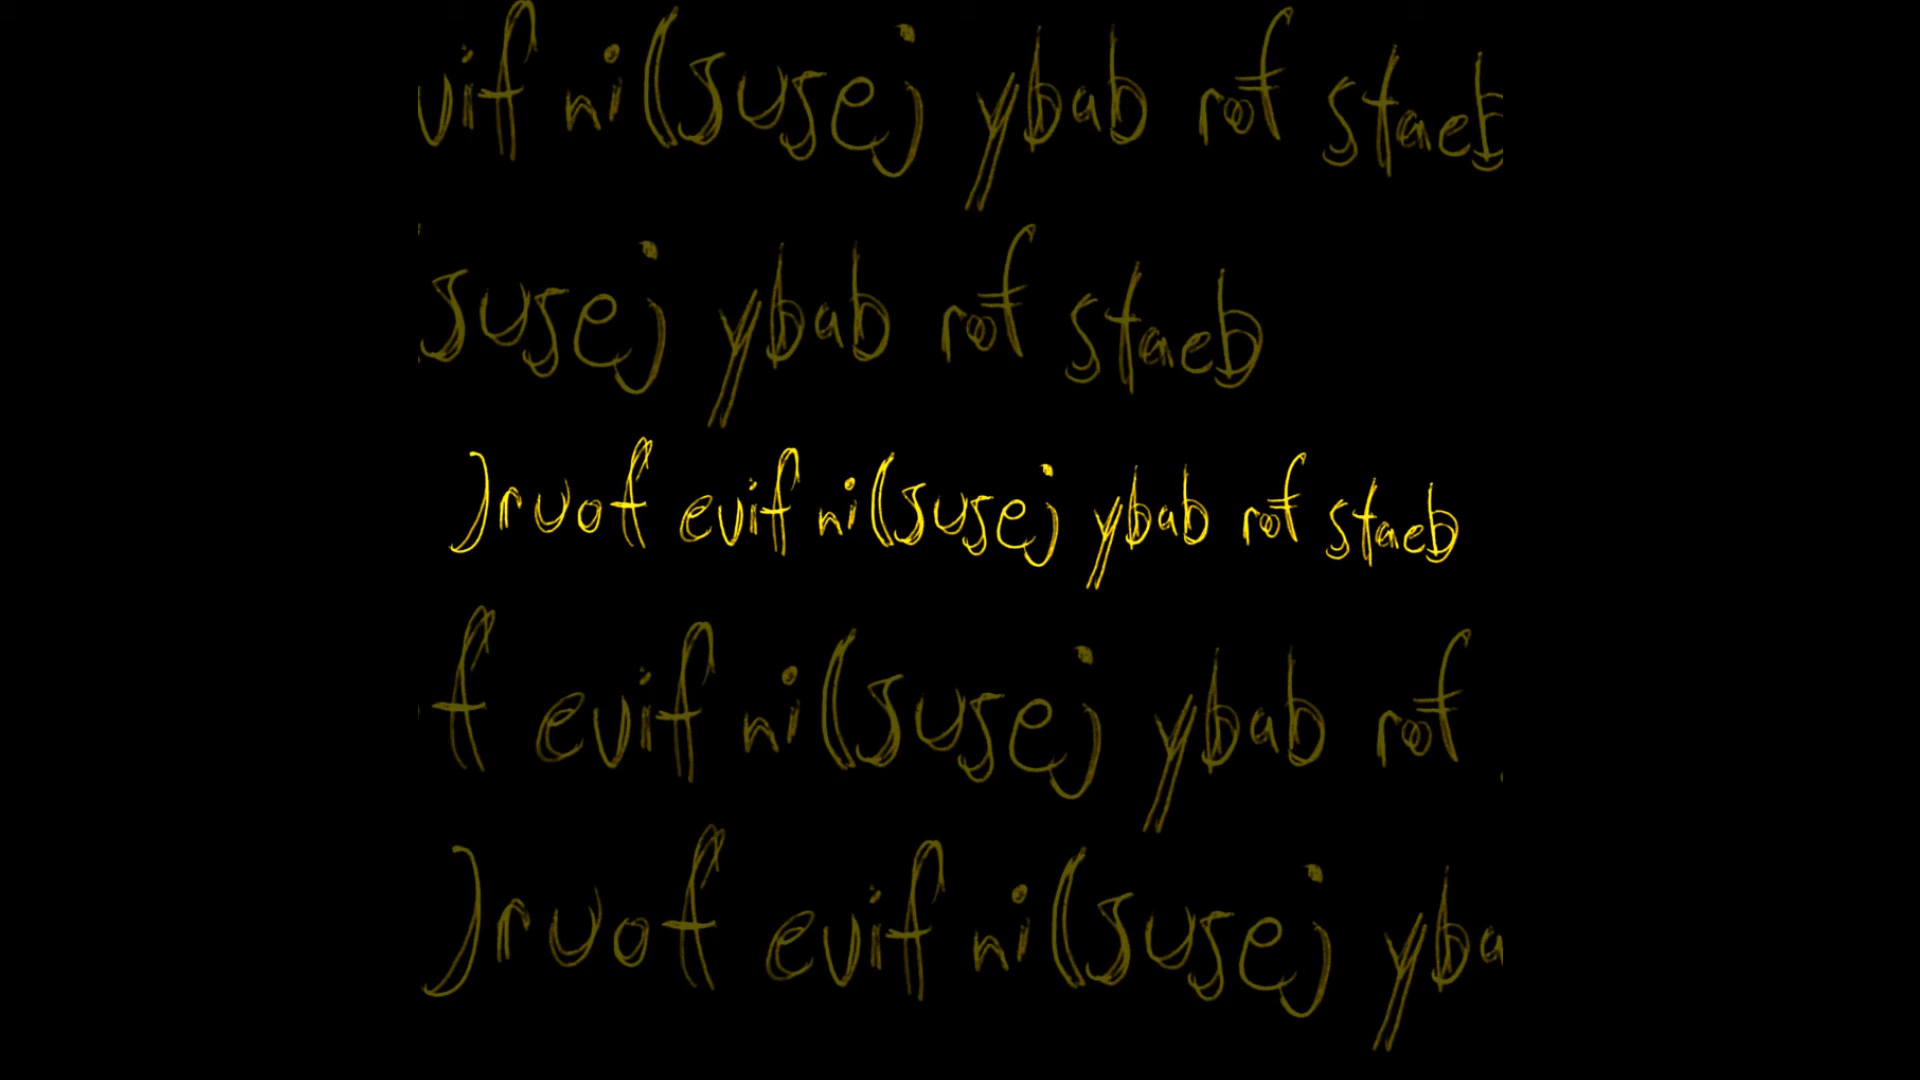 vif ni(susej ybab rof staeb
susej ybab rof staeb
)ruof evif ni(susej ybab rof staeb
f evif ni(susej ybab rof
)ruof evif ni(susej yba